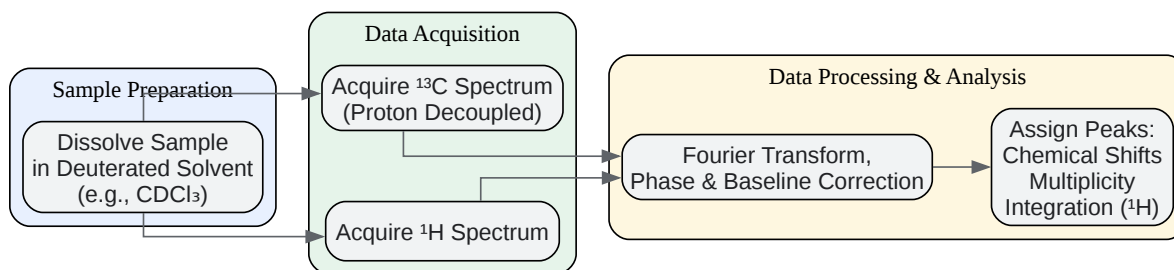 Sample Preparation
Dissolve Sample
in Deuterated Solvent
(e.g., CDCl₃)
Data Acquisition
Acquire ¹³C Spectrum
(Proton Decoupled)
Acquire ¹H Spectrum
Data Processing & Analysis
Fourier Transform,
Phase & Baseline Correction
Assign Peaks:
Chemical Shifts
Multiplicity
Integration (¹H)